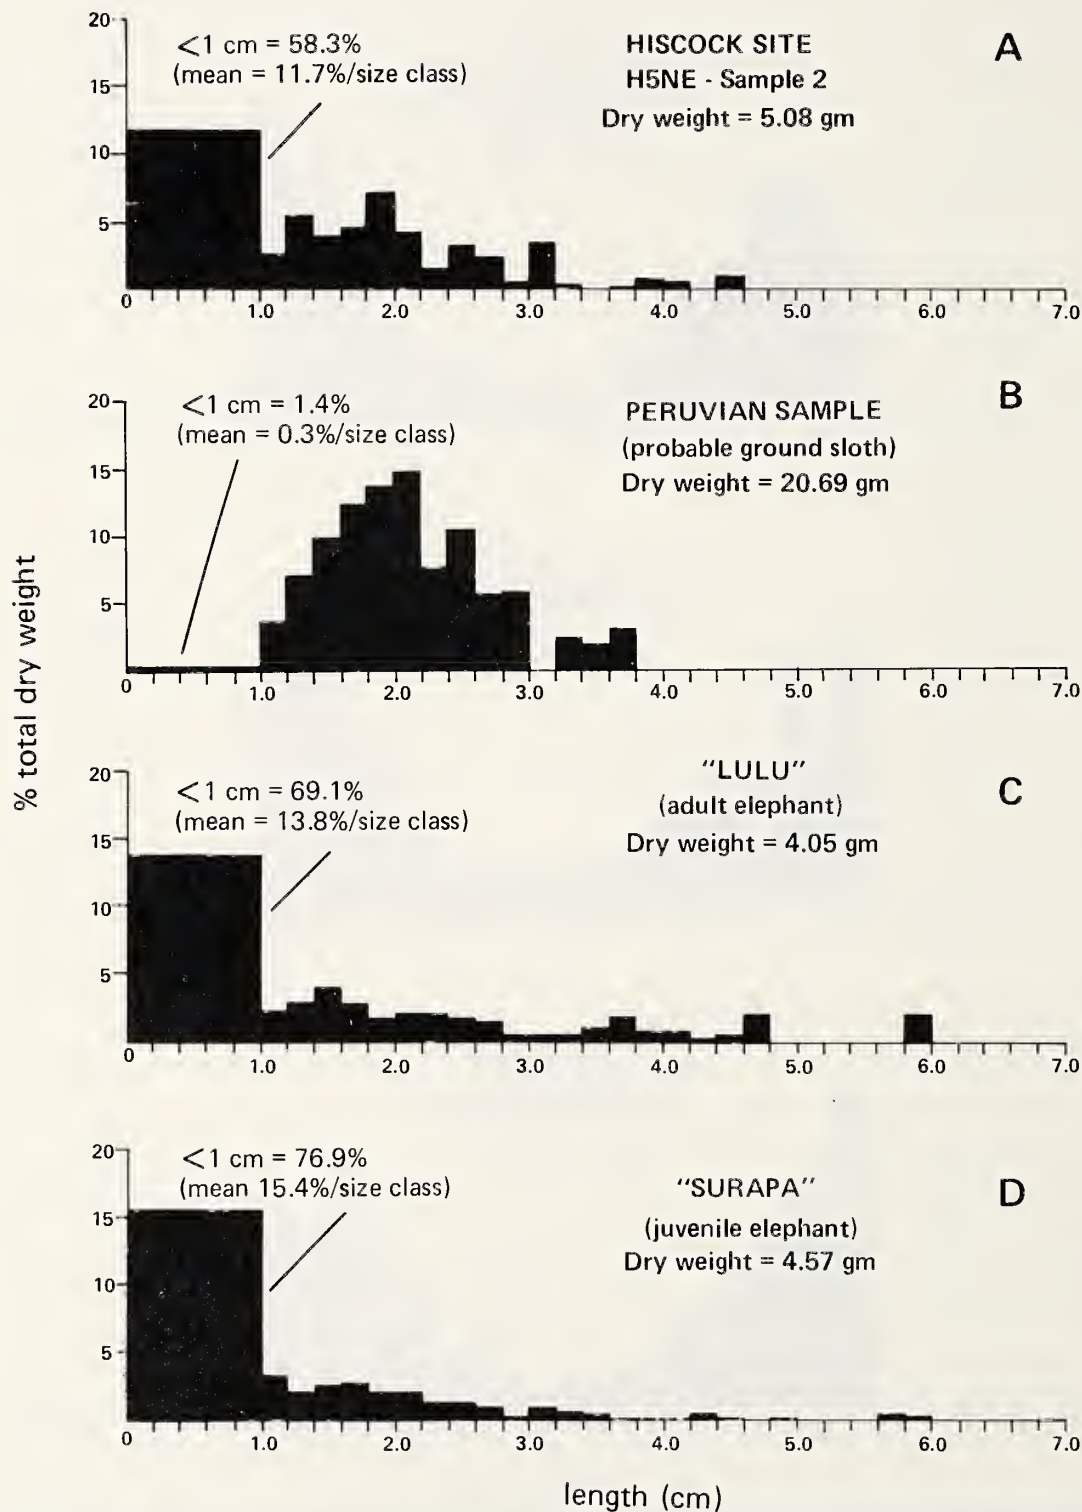 % total dry weight
20
15
10
5
<1 cm = 58.3%
(mean = 11.7%/size class)
HISCOCK SITE
H5NE - Sample 2
Dry weight = 5.08 gm
A
0 1.0 2.0 3.0 4.0 5.0 6.0 7.0
20
15
10
5
<1 cm = 1.4%
(mean = 0.3%/size class)
PERUVIAN SAMPLE
(probable ground sloth)
Dry weight = 20.69 gm
B
0 1.0 2.0 3.0 4.0 5.0 6.0 7.0
20
15
10
5
<1 cm = 69.1%
(mean = 13.8%/size class)
"LULU"
(adult elephant)
Dry weight = 4.05 gm
C
0 1.0 2.0 3.0 4.0 5.0 6.0 7.0
20
15
10
5
<1 cm = 76.9%
(mean 15.4%/size class)
"SURAPA"
(juvenile elephant)
Dry weight = 4.57 gm
D
0 1.0 2.0 3.0 4.0 5.0 6.0 7.0
length (cm)